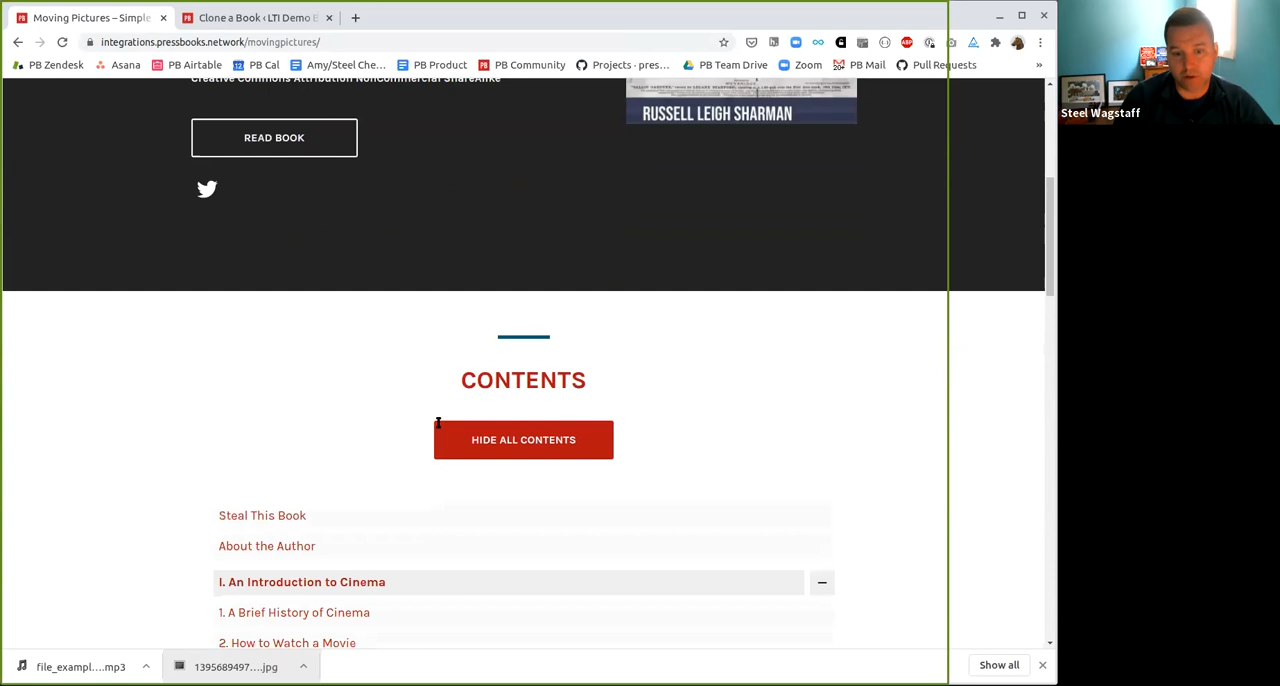 Moving Pictures – Simple
Clone a Book ‹ LTI Demo
integrations.pressbooks.network/movingpictures/
PB Zendesk
Asana
PB Airtable
PB Cal
Amy/Steel Che...
PB Product
PB Community
Projects · pres...
PB Team Drive
Zoom
PB Mail
Pull Requests
»
Creative Commons Attribution NonCommercial ShareAlike
RUSSELL LEIGH SHARMAN
READ BOOK
CONTENTS
HIDE ALL CONTENTS
Steal This Book
About the Author
I. An Introduction to Cinema
1. A Brief History of Cinema
2. How to Watch a Movie
file_exampl....mp3
1395689497....jpg
Show all
Steel Wagstaff